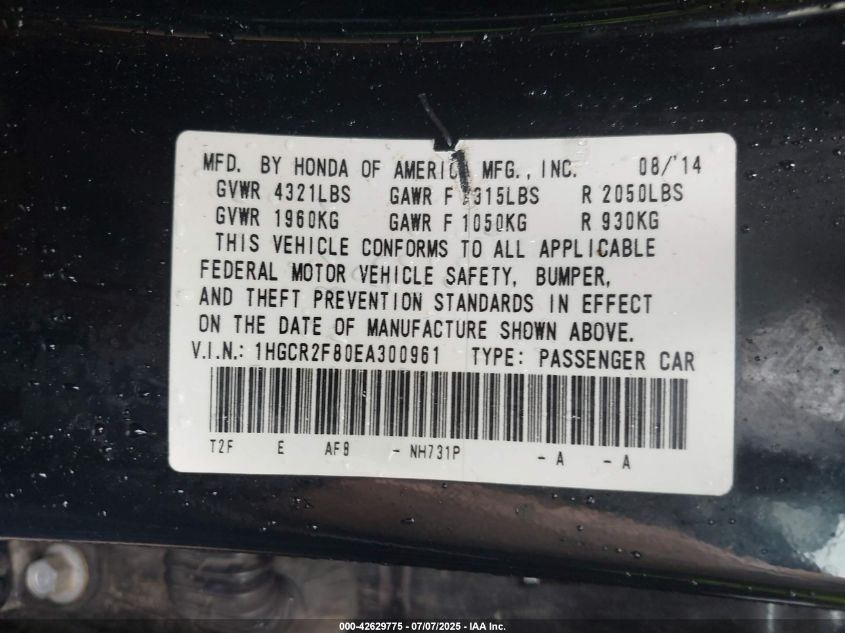 MFD. BY HONDA OF AMERICA MFG., INC. 08/'14
GVWR 4321LBS GAWR F 2315LBS R 2050LBS
GVWR 1960KG GAWR F 1050KG R 930KG
THIS VEHICLE CONFORMS TO ALL APPLICABLE
FEDERAL MOTOR VEHICLE SAFETY, BUMPER,
AND THEFT PREVENTION STANDARDS IN EFFECT
ON THE DATE OF MANUFACTURE SHOWN ABOVE.
V.I.N.: 1HGCR2F80EA300961 TYPE: PASSENGER CAR
T2F E AF8 - NH731P - A - A
000-42629775 - 07/07/2025 - IAA Inc.